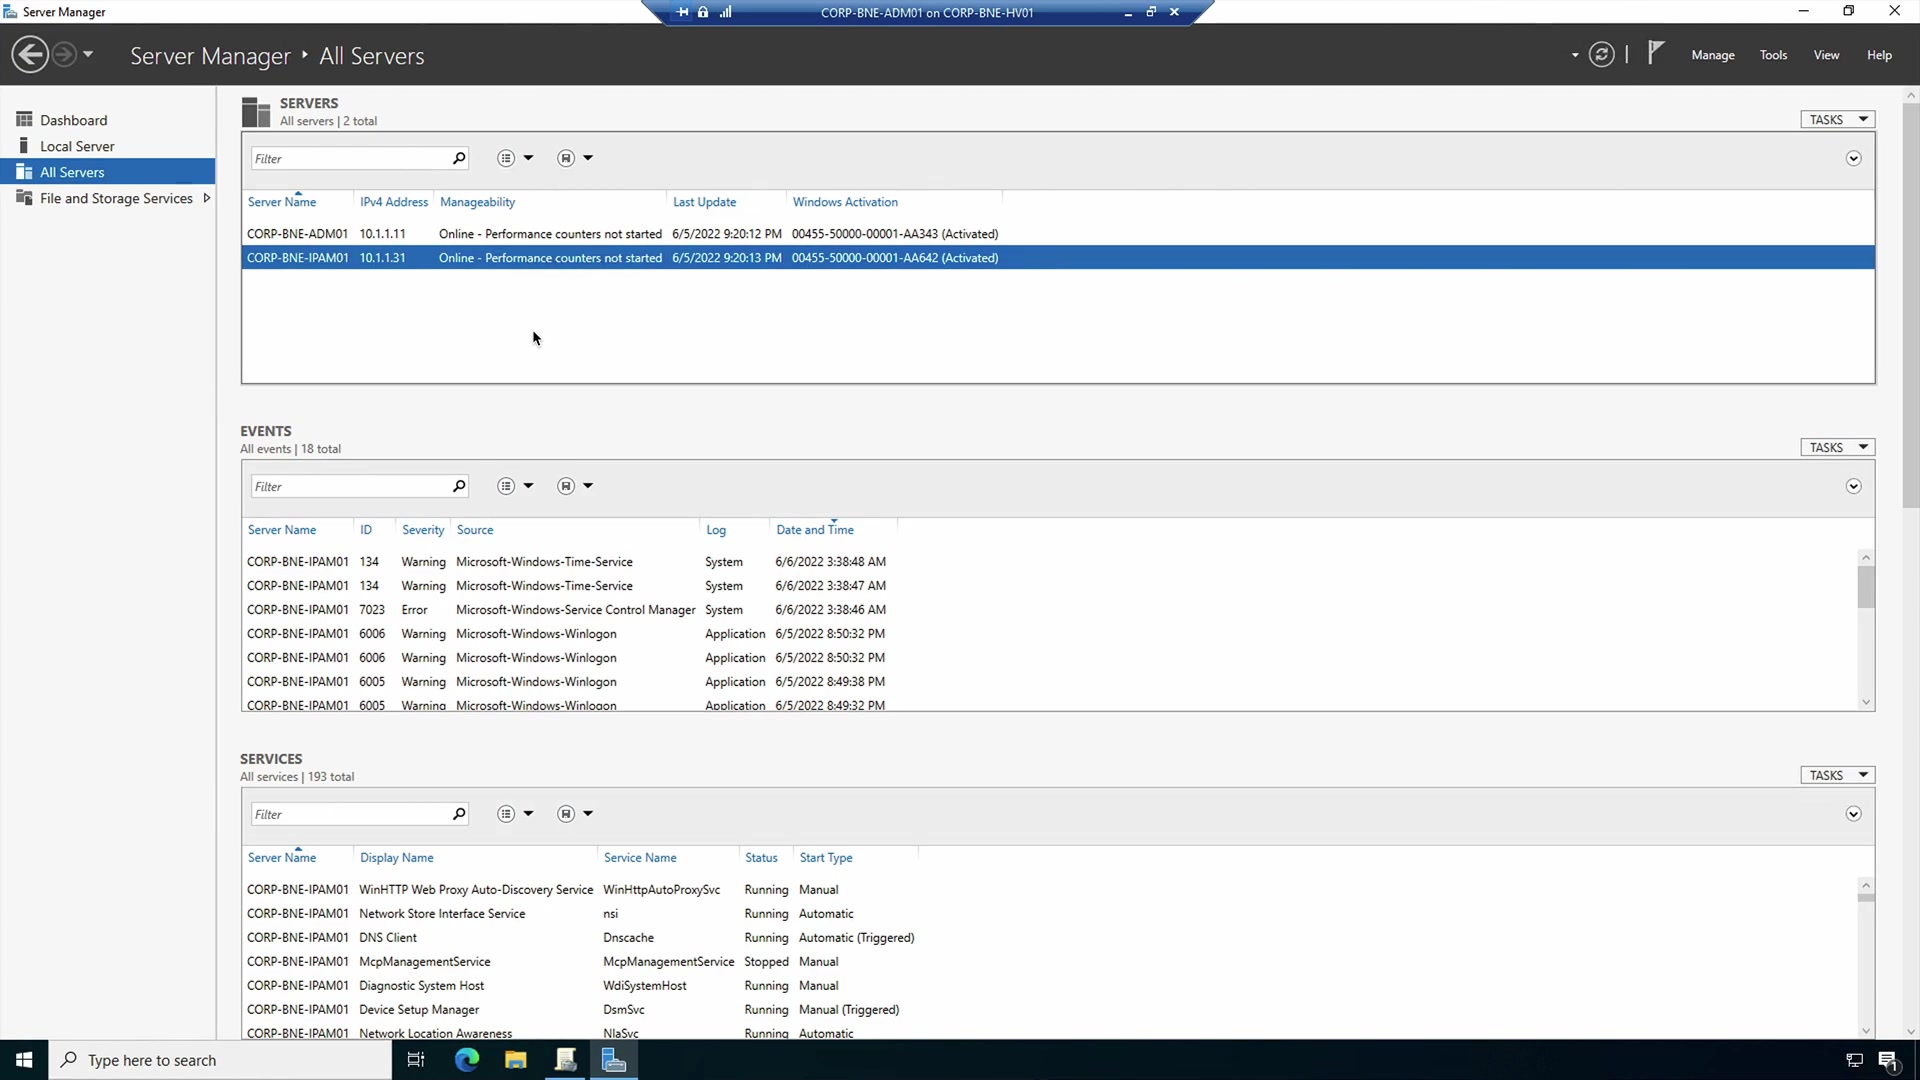 Server Manager
CORP-BNE-ADM01 on CORP-BNE-HV01
Server Manager ‣ All Servers
Manage Tools View Help
Dashboard
Local Server
All Servers
File and Storage Services
SERVERS
All servers | 2 total
TASKS
Filter
Server Name IPv4 Address Manageability Last Update Windows Activation
CORP-BNE-ADM01 10.1.1.11 Online - Performance counters not started 6/5/2022 9:20:12 PM 00455-50000-00001-AA343 (Activated)
CORP-BNE-IPAM01 10.1.1.31 Online - Performance counters not started 6/5/2022 9:20:13 PM 00455-50000-00001-AA642 (Activated)
EVENTS
All events | 18 total
TASKS
Filter
Server Name ID Severity Source Log Date and Time
CORP-BNE-IPAM01 134 Warning Microsoft-Windows-Time-Service System 6/6/2022 3:38:48 AM
CORP-BNE-IPAM01 134 Warning Microsoft-Windows-Time-Service System 6/6/2022 3:38:47 AM
CORP-BNE-IPAM01 7023 Error Microsoft-Windows-Service Control Manager System 6/6/2022 3:38:46 AM
CORP-BNE-IPAM01 6006 Warning Microsoft-Windows-Winlogon Application 6/5/2022 8:50:32 PM
CORP-BNE-IPAM01 6006 Warning Microsoft-Windows-Winlogon Application 6/5/2022 8:50:32 PM
CORP-BNE-IPAM01 6005 Warning Microsoft-Windows-Winlogon Application 6/5/2022 8:49:38 PM
CORP-BNE-IPAM01 6005 Warning Microsoft-Windows-Winlogon Application 6/5/2022 8:49:32 PM
SERVICES
All services | 193 total
TASKS
Filter
Server Name Display Name Service Name Status Start Type
CORP-BNE-IPAM01 WinHTTP Web Proxy Auto-Discovery Service WinHttpAutoProxySvc Running Manual
CORP-BNE-IPAM01 Network Store Interface Service nsi Running Automatic
CORP-BNE-IPAM01 DNS Client Dnscache Running Automatic (Triggered)
CORP-BNE-IPAM01 McpManagementService McpManagementService Stopped Manual
CORP-BNE-IPAM01 Diagnostic System Host WdiSystemHost Running Manual
CORP-BNE-IPAM01 Device Setup Manager DsmSvc Running Manual (Triggered)
CORP-BNE-IPAM01 Network Location Awareness NlaSvc Running Automatic
Type here to search
1